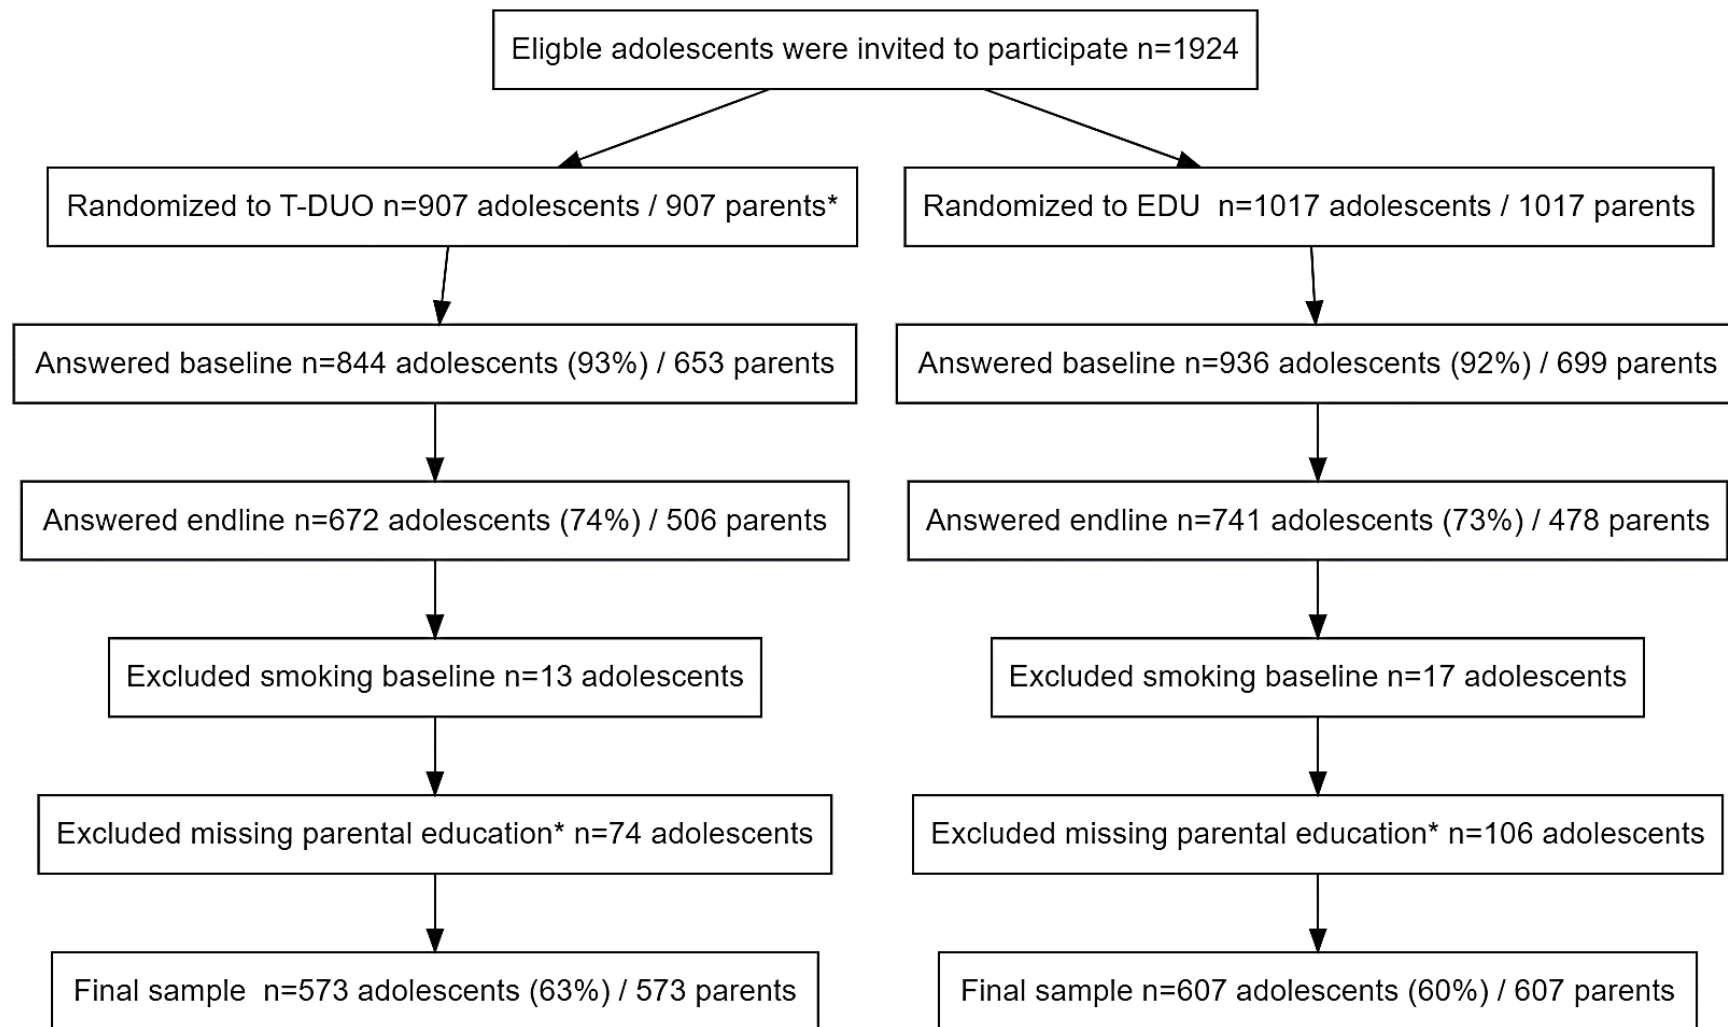 Eligble adolescents were invited to participate n=1924
Randomized to T-DUO n=907 adolescents / 907 parents*
Randomized to EDU  n=1017 adolescents / 1017 parents
Answered baseline n=844 adolescents (93%) / 653 parents
Answered baseline n=936 adolescents (92%) / 699 parents
Answered endline n=672 adolescents (74%) / 506 parents
Answered endline n=741 adolescents (73%) / 478 parents
Excluded smoking baseline n=13 adolescents
Excluded smoking baseline n=17 adolescents
Excluded missing parental education* n=74 adolescents
Excluded missing parental education* n=106 adolescents
Final sample  n=573 adolescents (63%) / 573 parents
Final sample n=607 adolescents (60%) / 607 parents